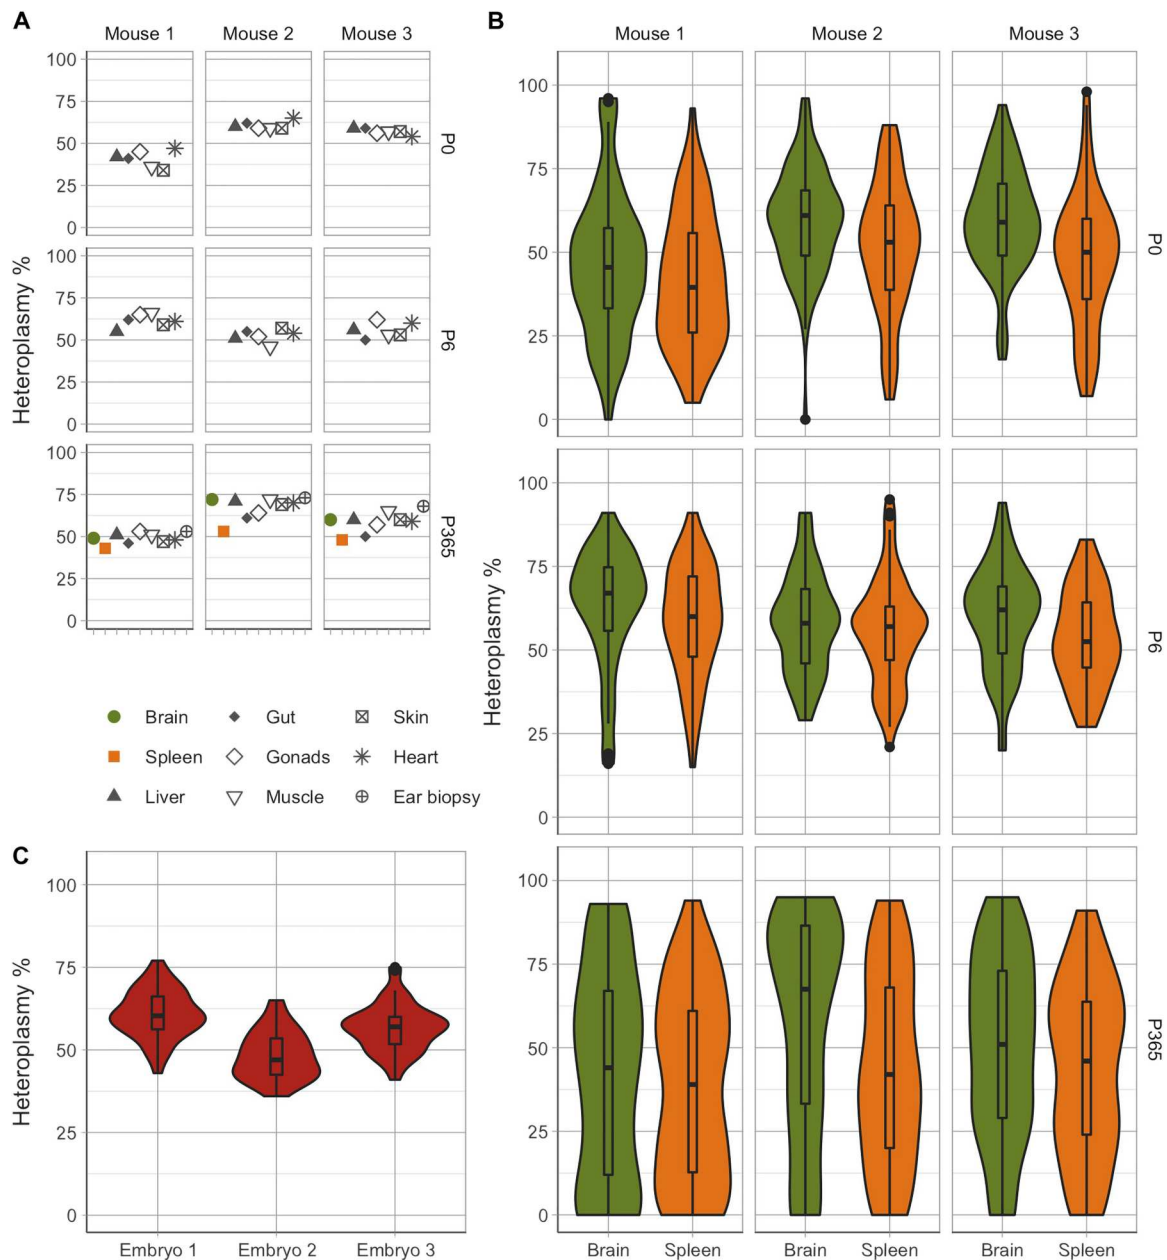 A
Mouse 1 Mouse 2 Mouse 3
Heteroplasmy %
100
75
50
25
0
P0
100
75
50
25
0
P6
100
75
50
25
0
P365
Brain Gut Skin
Spleen Gonads Heart
Liver Muscle Ear biopsy
B
Mouse 1 Mouse 2 Mouse 3
Heteroplasmy %
100
75
50
25
0
P0
100
75
50
25
0
P6
100
75
50
25
0
P365
Brain Spleen Brain Spleen Brain Spleen
C
Heteroplasmy %
100
75
50
25
0
Embryo 1 Embryo 2 Embryo 3